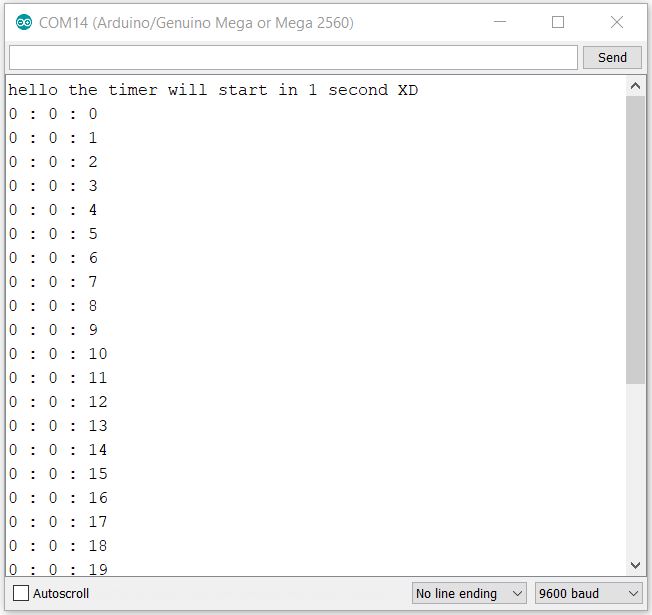 COM14 (Arduino/Genuino Mega or Mega 2560)
Send
hello the timer will start in 1 second XD
0 : 0 : 0
0 : 0 : 1
0 : 0 : 2
0 : 0 : 3
0 : 0 : 4
0 : 0 : 5
0 : 0 : 6
0 : 0 : 7
0 : 0 : 8
0 : 0 : 9
0 : 0 : 10
0 : 0 : 11
0 : 0 : 12
0 : 0 : 13
0 : 0 : 14
0 : 0 : 15
0 : 0 : 16
0 : 0 : 17
0 : 0 : 18
0 : 0 : 19
Autoscroll
No line ending
9600 baud